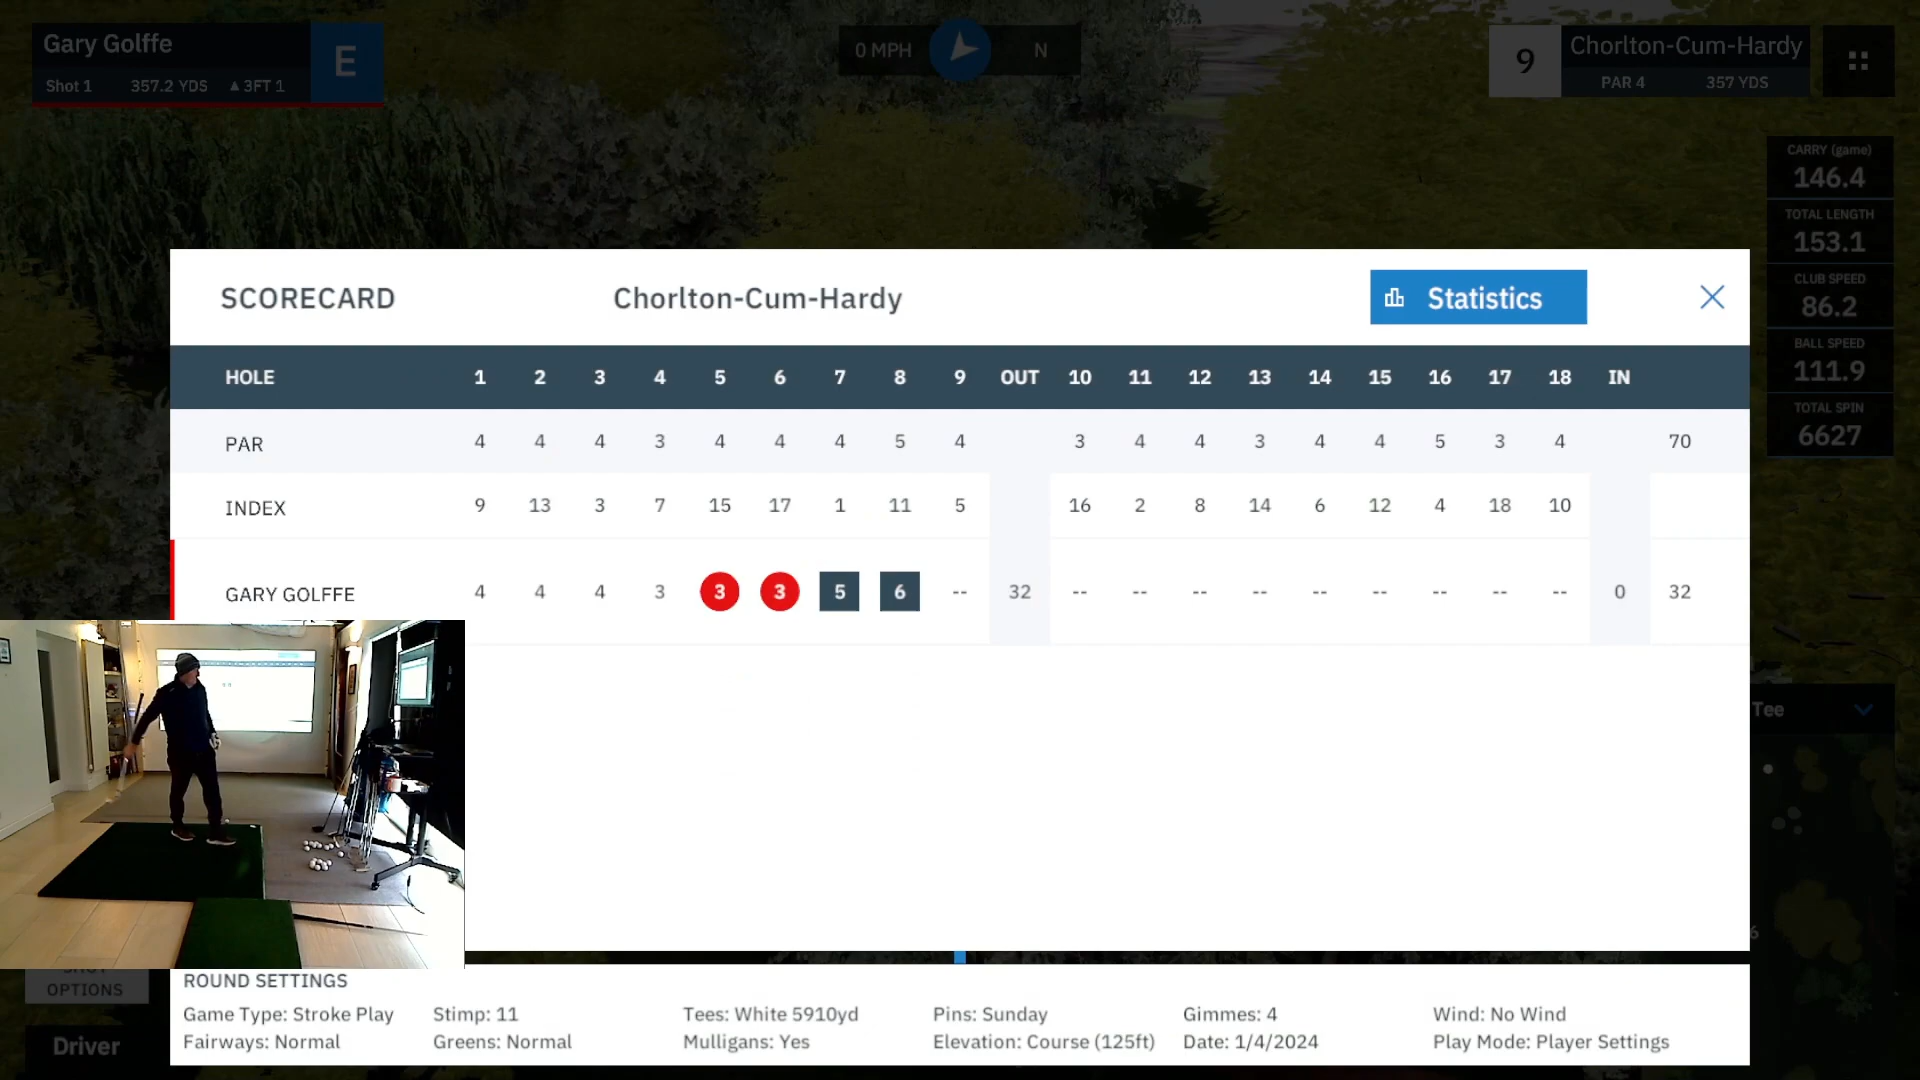 Gary Golffe
E
Shot 1 357.2 YDS ▲3FT 1
0 MPH N
9
Chorlton-Cum-Hardy
PAR 4 357 YDS
CARRY (game)
146.4
TOTAL LENGTH
153.1
CLUB SPEED
86.2
BALL SPEED
111.9
TOTAL SPIN
6627
SCORECARD Chorlton-Cum-Hardy Statistics
HOLE 1 2 3 4 5 6 7 8 9 OUT 10 11 12 13 14 15 16 17 18 IN
PAR 4 4 4 3 4 4 4 5 4 3 4 4 3 4 4 5 3 4 70
INDEX 9 13 3 7 15 17 1 11 5 16 2 8 14 6 12 4 18 10
GARY GOLFFE 4 4 4 3 3 3 5 6 -- 32 -- -- -- -- -- -- -- -- -- 0 32
Tee
OPTIONS
Driver
ROUND SETTINGS
Game Type: Stroke Play Stimp: 11 Tees: White 5910yd Pins: Sunday Gimmes: 4 Wind: No Wind
Fairways: Normal Greens: Normal Mulligans: Yes Elevation: Course (125ft) Date: 1/4/2024 Play Mode: Player Settings